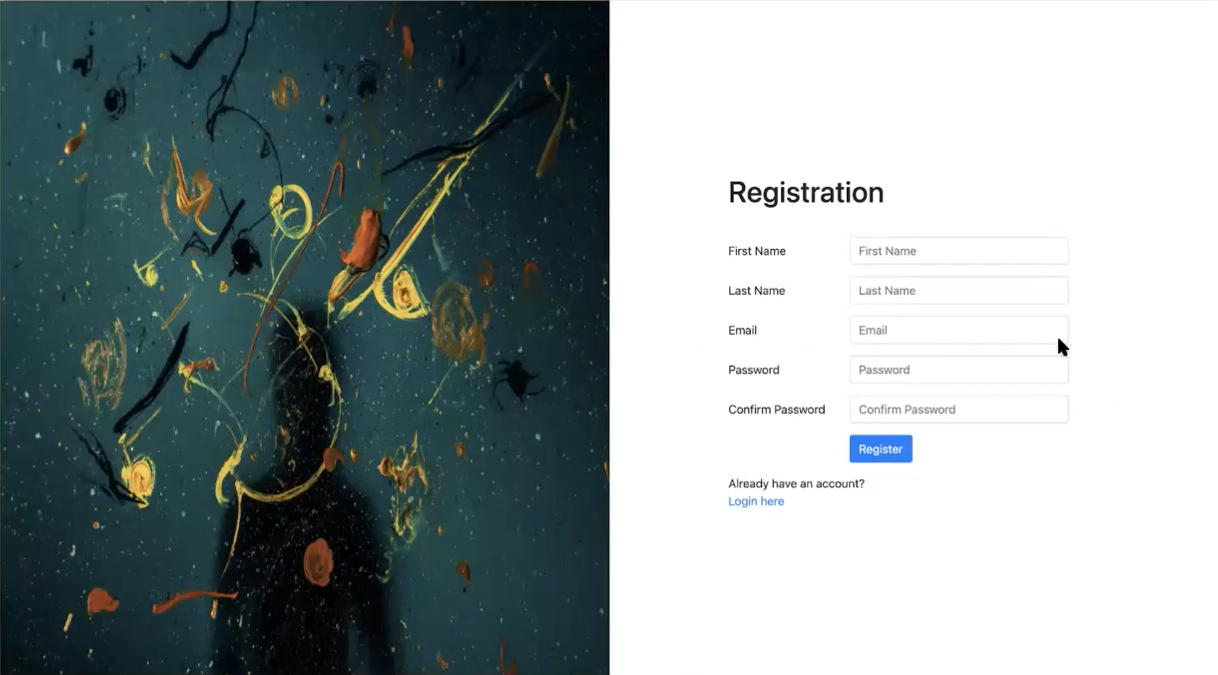 Registration
First Name First Name
Last Name Last Name
Email Email
Password Password
Confirm Password Confirm Password
Register
Already have an account?
Login here